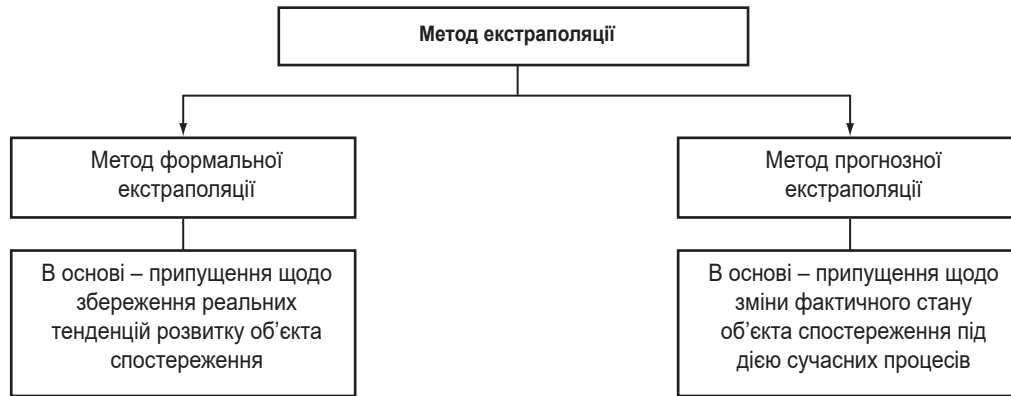 Метод екстраполяції
Метод формальної
екстраполяції
Метод прогнозної
екстраполяції
В основі – припущення щодо
збереження реальних
тенденцій розвитку об’єкта
спостереження
В основі – припущення щодо
зміни фактичного стану
об’єкта спостереження під
дією сучасних процесів